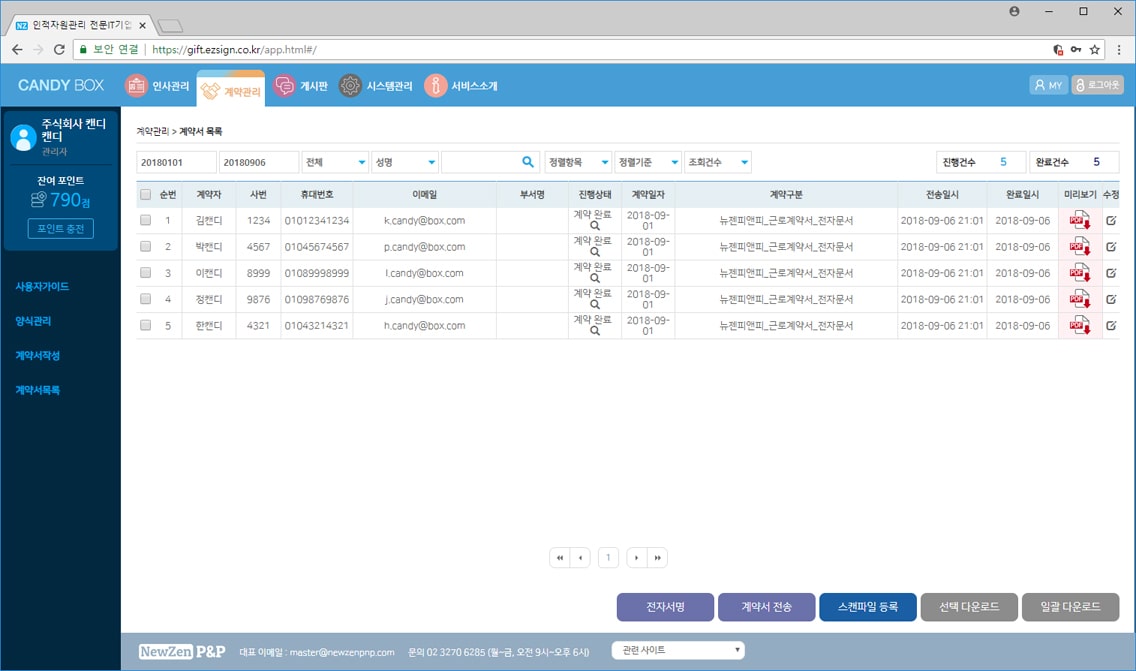 NZ 인적자원관리 전문IT기업
보안 연결 https://gift.ezsign.co.kr/app.html#/
CANDY BOX 인사관리 계약관리 게시판 시스템관리 서비스소개 MY 로그아웃
주식회사 캔디
캔디
관리자
잔여 포인트
790점
포인트 충전
사용자가이드
양식관리
계약서작성
계약서목록
계약관리 > 계약서 목록
20180101 20180906 전체 성명 정렬항목 정렬기준 조회건수 진행건수 5 완료건수 5
순번 계약자 사번 휴대번호 이메일 부서명 진행상태 계약일자 계약구분 전송일시 완료일시 미리보기 수정
1 김캔디 1234 01012341234 k.candy@box.com 계약 완료 2018-09-01 뉴젠피앤피_근로계약서_전자문서 2018-09-06 21:01 2018-09-06 PDF
2 박캔디 4567 01045674567 p.candy@box.com 계약 완료 2018-09-01 뉴젠피앤피_근로계약서_전자문서 2018-09-06 21:01 2018-09-06 PDF
3 이캔디 8999 01089998999 l.candy@box.com 계약 완료 2018-09-01 뉴젠피앤피_근로계약서_전자문서 2018-09-06 21:01 2018-09-06 PDF
4 정캔디 9876 01098769876 j.candy@box.com 계약 완료 2018-09-01 뉴젠피앤피_근로계약서_전자문서 2018-09-06 21:01 2018-09-06 PDF
5 한캔디 4321 01043214321 h.candy@box.com 계약 완료 2018-09-01 뉴젠피앤피_근로계약서_전자문서 2018-09-06 21:01 2018-09-06 PDF
1
전자서명 계약서 전송 스캔파일 등록 선택 다운로드 일괄 다운로드
NewZen P&P 대표 이메일 : master@newzenpnp.com 문의 02 3270 6285 (월~금, 오전 9시~오후 6시) 관련 사이트